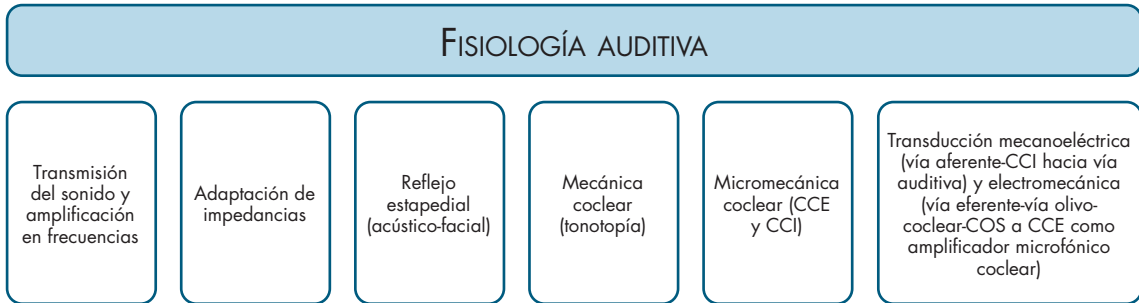 FISIOLOGÍA AUDITIVA
Transmisión
del sonido y
amplificación
en frecuencias
Adaptación de
impedancias
Reflejo
estapedial
(acústico-facial)
Mecánica
coclear
(tonotopía)
Micromecánica
coclear (CCE
y CCI)
Transducción mecanoeléctrica
(vía aferente-CCI hacia vía
auditiva) y electromecánica
(vía eferente-vía olivo-
coclear-COS a CCE como
amplificador microfónico
coclear)